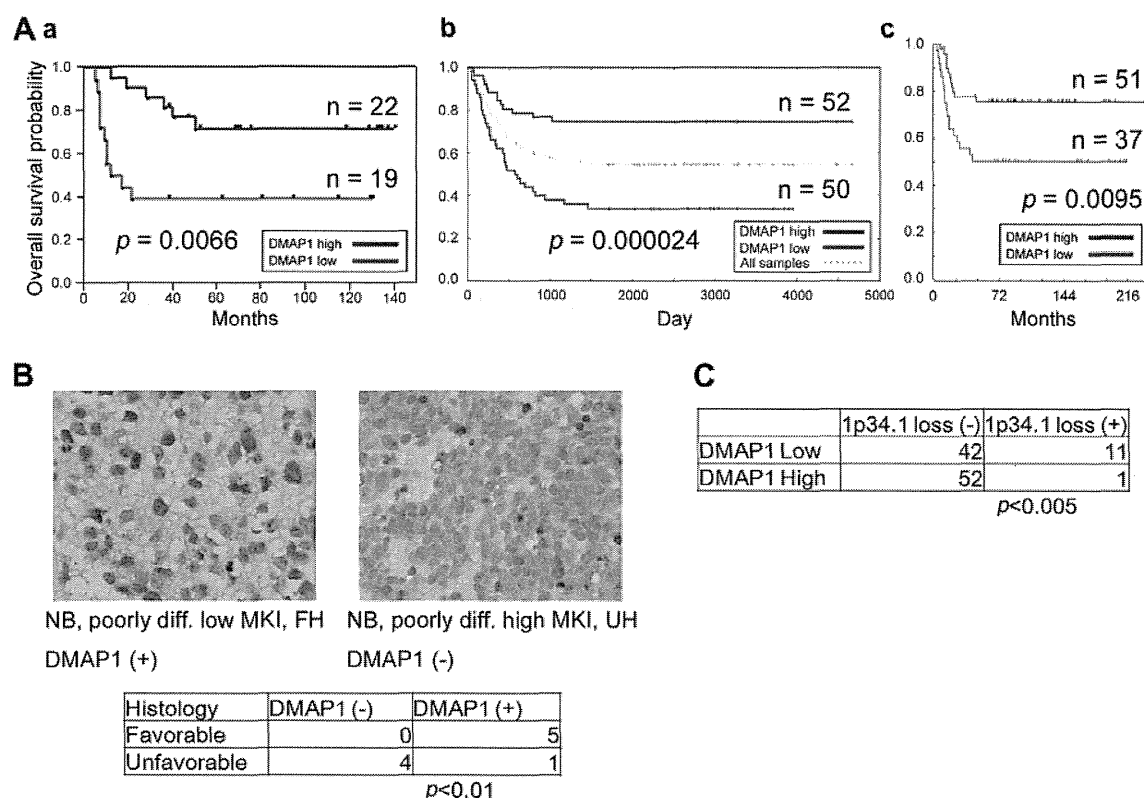 A a
Overall survival probability
1.0
0.8
0.6
0.4
0.2
0.0
n = 22
n = 19
p = 0.0066
DMAP1 high
DMAP1 low
0 20 40 60 80 100 120 140
Months
b
1.0
0.8
0.6
0.4
0.2
0.0
n = 52
n = 50
p = 0.000024
DMAP1 high
DMAP1 low
All samples
0 1000 2000 3000 4000 5000
Day
c
1.0
0.8
0.6
0.4
0.2
0.0
n = 51
n = 37
p = 0.0095
DMAP1 high
DMAP1 low
0 72 144 216
Months
B
NB, poorly diff. low MKI, FH
DMAP1 (+)
NB, poorly diff. high MKI, UH
DMAP1 (-)
Histology DMAP1 (-) DMAP1 (+)
Favorable 0 5
Unfavorable 4 1
p<0.01
C
1p34.1 loss (-) 1p34.1 loss (+)
DMAP1 Low 42 11
DMAP1 High 52 1
p<0.005